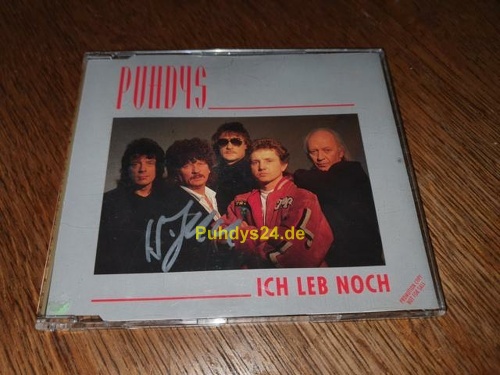 PUHDYS
Puhdys24.de
ICH LEB NOCH